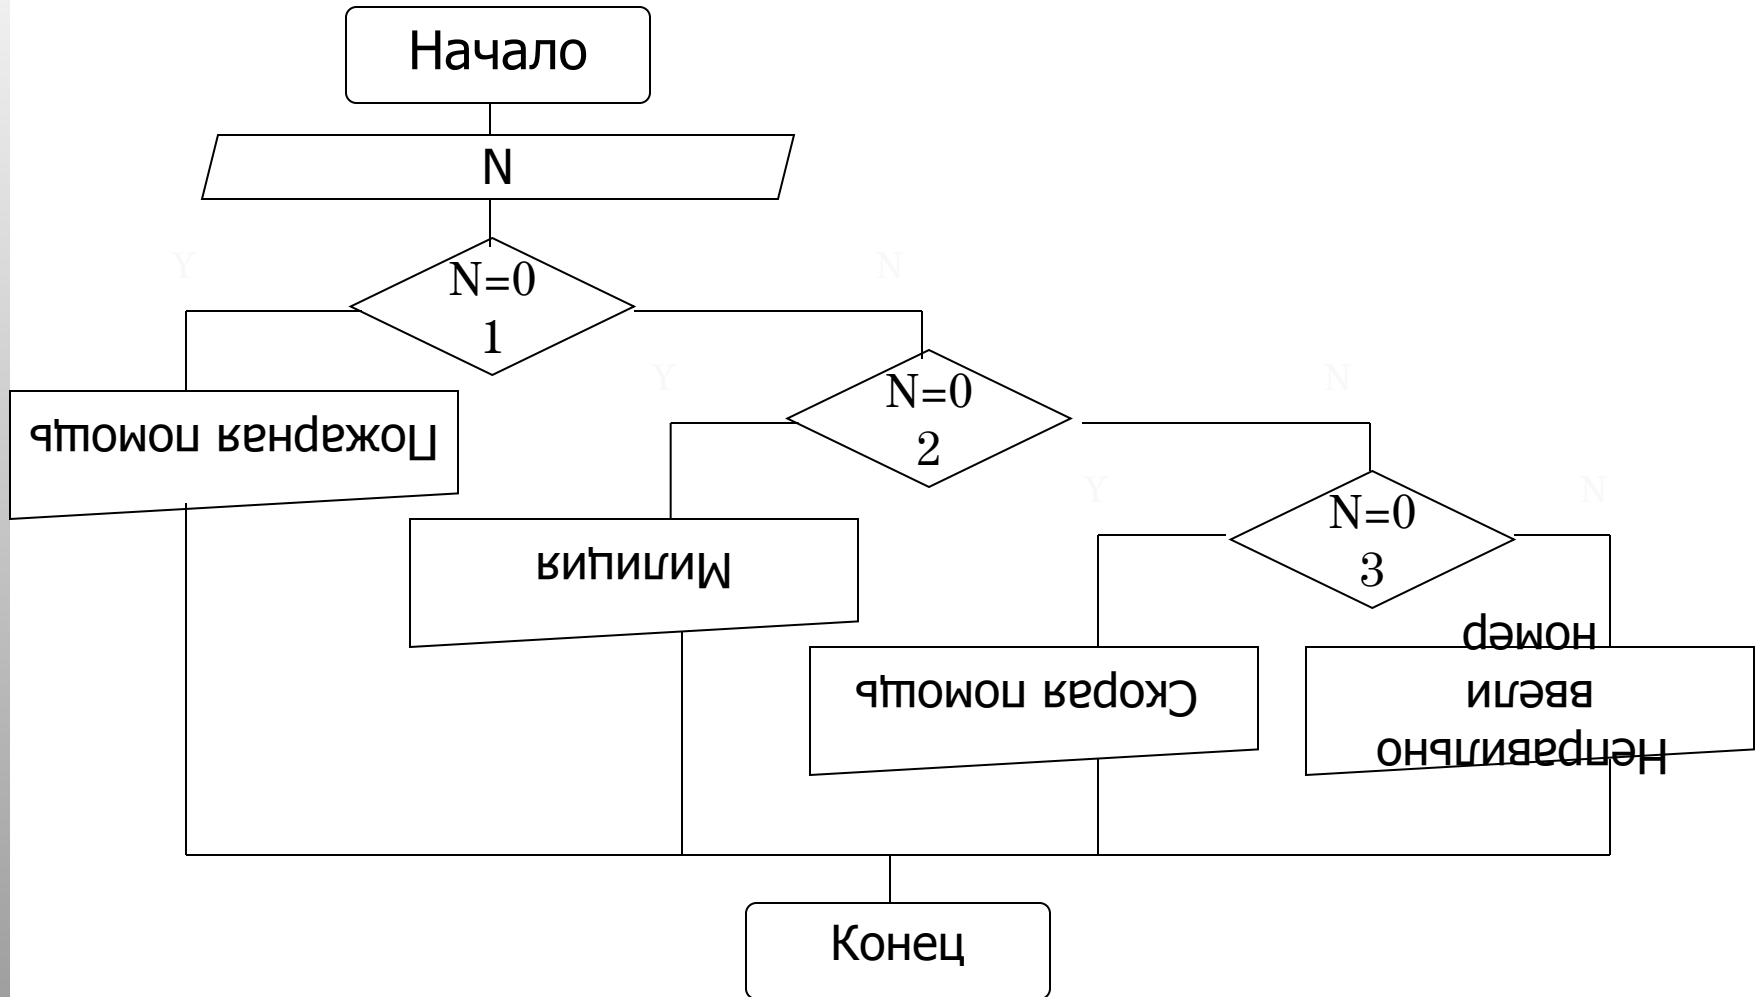 Начало
N
Y
N
N=0
1
Y
N
N=0
2
Пожарная помощь
Y
N
N=0
3
Милиция
Скорая помощь
Неправильно
ввели
номер
Конец